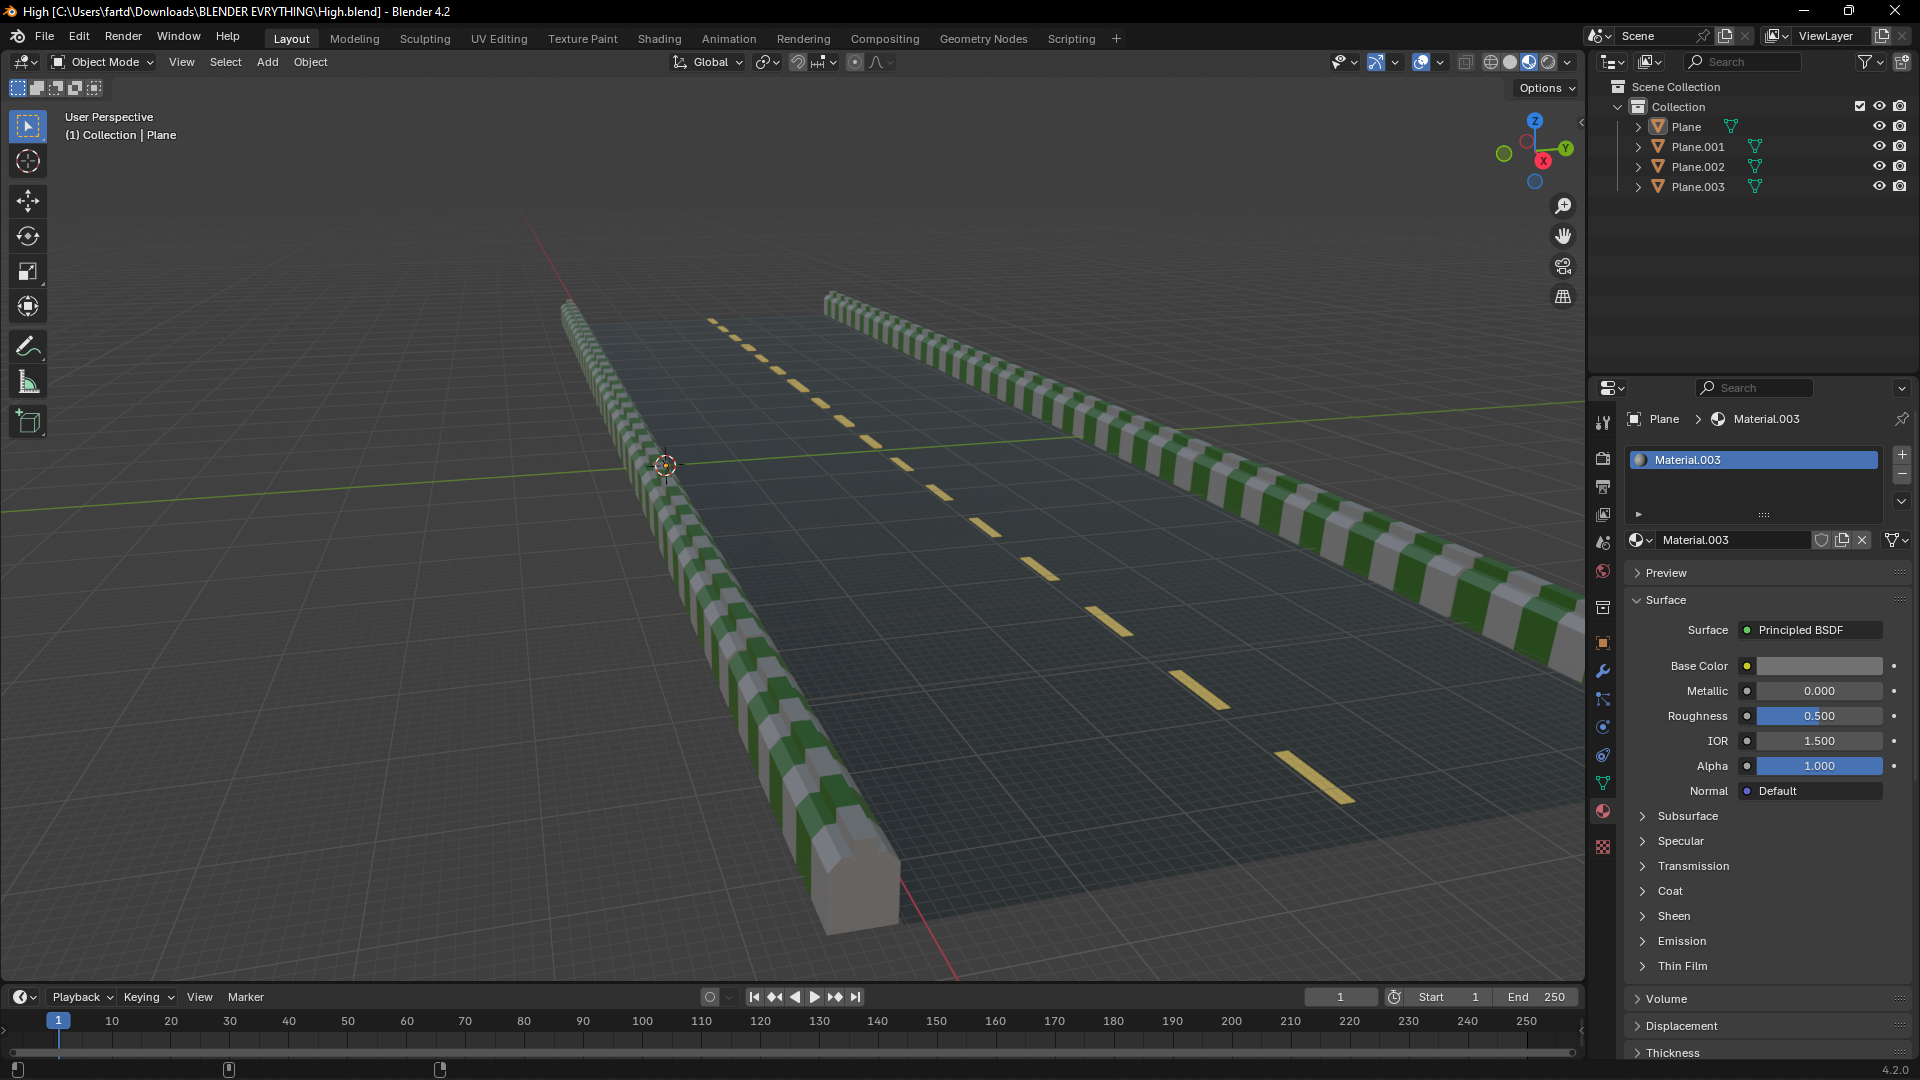 High [C:\Users\fartd\Downloads\BLENDER EVRYTHING\High.blend] - Blender 4.2
File Edit Render Window Help Layout Modeling Sculpting UV Editing Texture Paint Shading Animation Rendering Compositing Geometry Nodes Scripting + Scene ViewLayer
Object Mode View Select Add Object Global Search
Options
User Perspective
(1) Collection | Plane
Z
Y
X
Scene Collection
Collection
Plane
Plane.001
Plane.002
Plane.003
Search
Plane > Material.003
Material.003
Material.003
Preview
Surface
Surface Principled BSDF
Base Color
Metallic 0.000
Roughness 0.500
IOR 1.500
Alpha 1.000
Normal Default
Subsurface
Specular
Transmission
Coat
Sheen
Emission
Thin Film
Volume
Displacement
Thickness
Playback Keying View Marker 1 Start 1 End 250
1 10 20 30 40 50 60 70 80 90 100 110 120 130 140 150 160 170 180 190 200 210 220 230 240 250
4.2.0